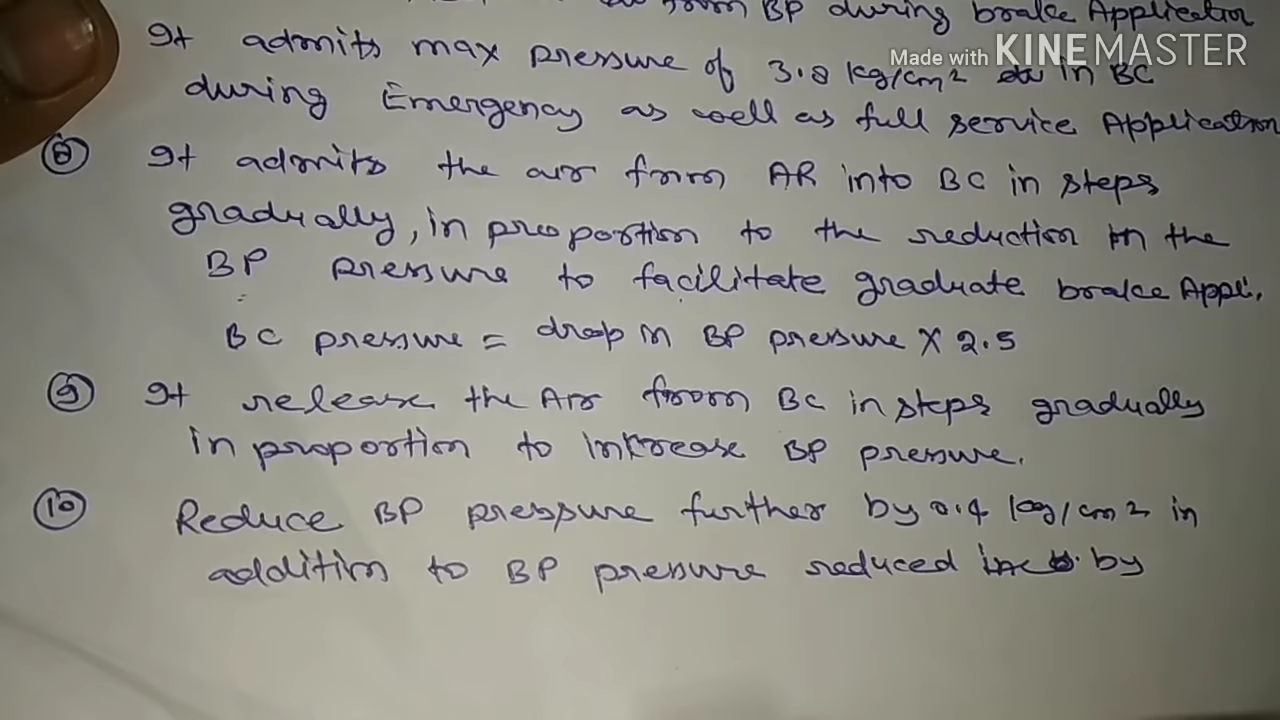 from BP during brake Application
Made with KINEMASTER
It admits max pressure of 3.8 kg/cm2 in BC
during Emergency as well as full service Application
⑧ It admits the air from AR into BC in steps
gradually, in proportion to the reduction in the
BP pressure to facilitate graduate brake Appl.
BC pressure = drop in BP pressure X 2.5
⑨ It release the Air from BC in steps gradually
in proportion to increase BP pressure.
⑩ Reduce BP pressure further by 0.4 kg/cm2 in
addition to BP pressure reduced by